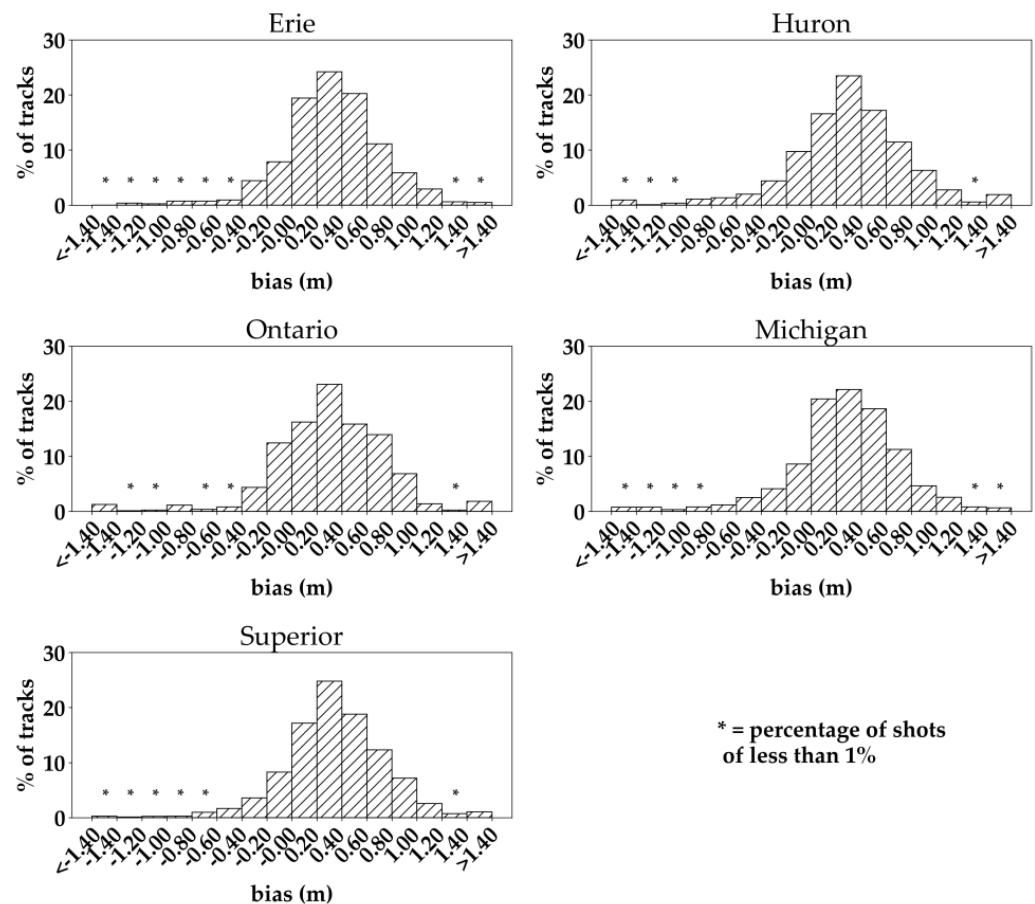 Erie
30
20
10
0
% of tracks
* * * * * * * *
<-1.40 -1.40 -1.20 -1.00 -0.80 -0.60 -0.40 -0.20 -0.00 0.20 0.40 0.60 0.80 1.00 1.20 1.40 >1.40
bias (m)
Huron
30
20
10
0
% of tracks
* * * *
<-1.40 -1.40 -1.20 -1.00 -0.80 -0.60 -0.40 -0.20 -0.00 0.20 0.40 0.60 0.80 1.00 1.20 1.40 >1.40
bias (m)
Ontario
30
20
10
0
% of tracks
* * * * *
<-1.40 -1.40 -1.20 -1.00 -0.80 -0.60 -0.40 -0.20 -0.00 0.20 0.40 0.60 0.80 1.00 1.20 1.40 >1.40
bias (m)
Michigan
30
20
10
0
% of tracks
* * * * * *
<-1.40 -1.40 -1.20 -1.00 -0.80 -0.60 -0.40 -0.20 -0.00 0.20 0.40 0.60 0.80 1.00 1.20 1.40 >1.40
bias (m)
Superior
30
20
10
0
% of tracks
* * * * * *
<-1.40 -1.40 -1.20 -1.00 -0.80 -0.60 -0.40 -0.20 -0.00 0.20 0.40 0.60 0.80 1.00 1.20 1.40 >1.40
bias (m)
* = percentage of shots
of less than 1%